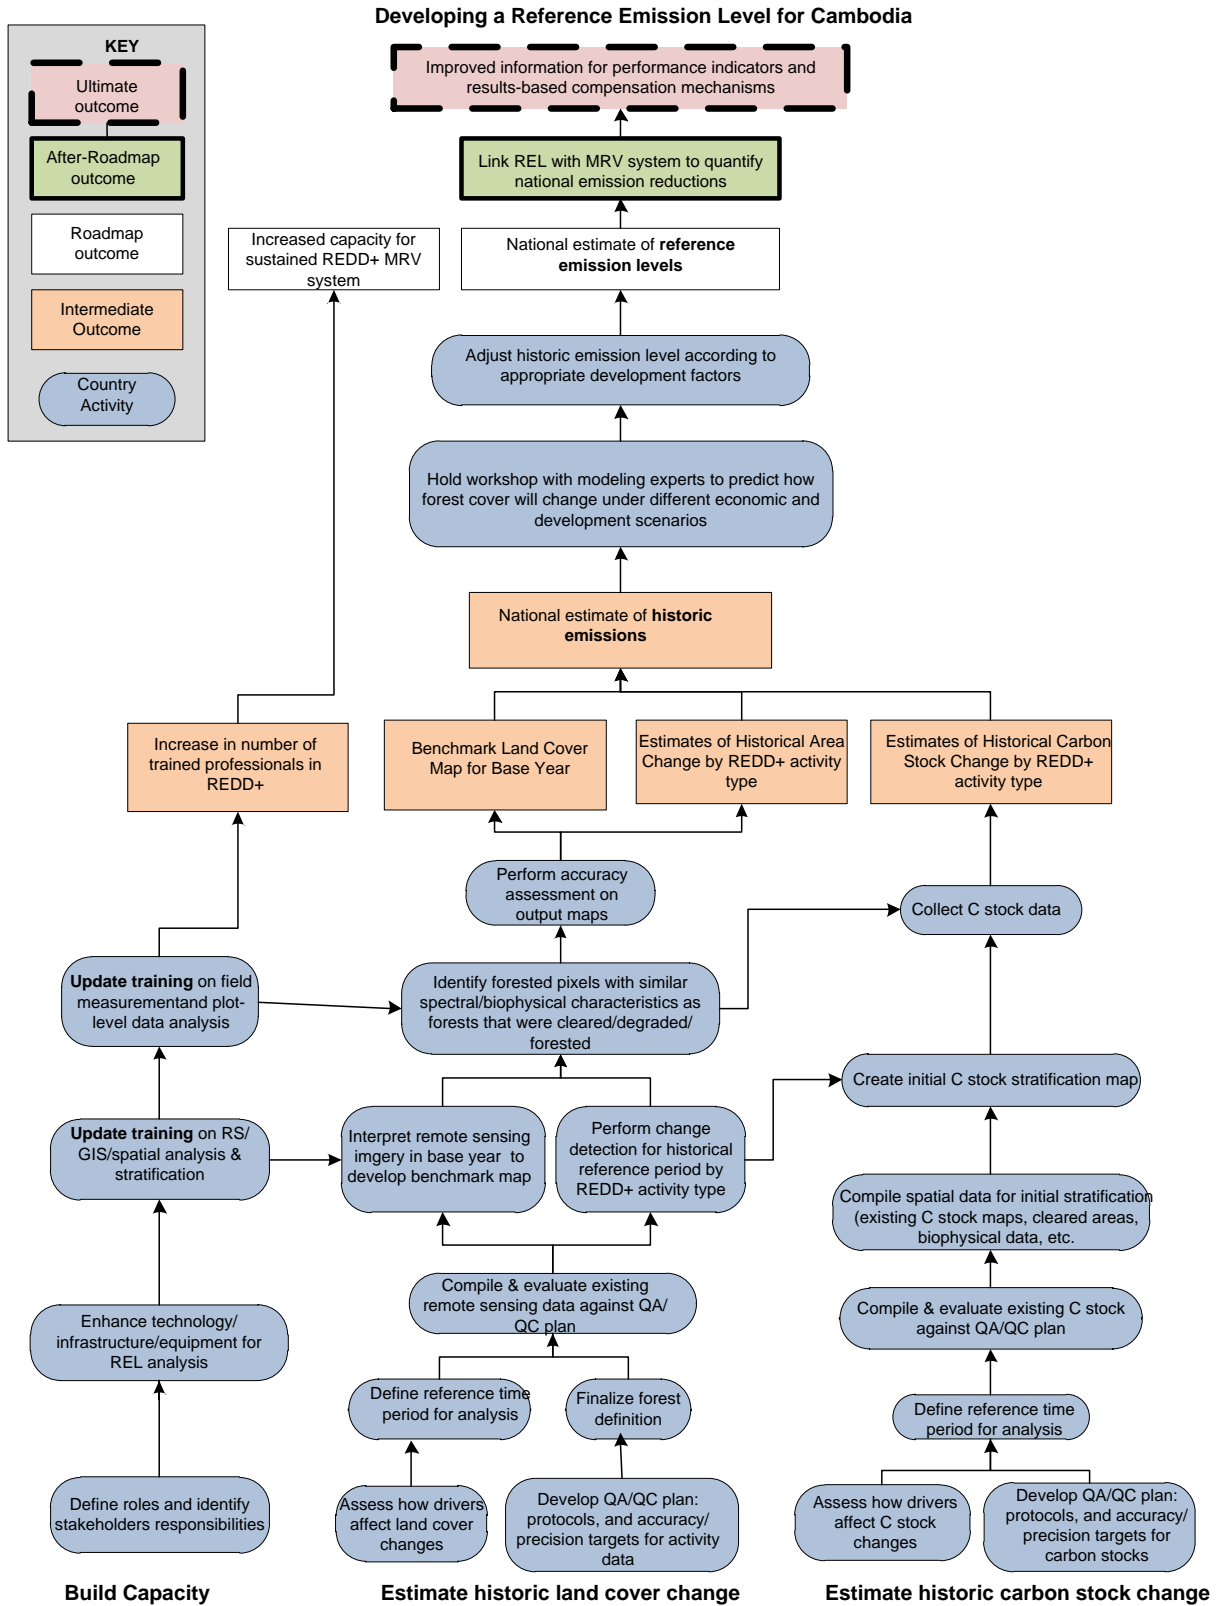 Developing a Reference Emission Level for Cambodia
KEY
Ultimate
outcome
After-Roadmap
outcome
Roadmap
outcome
Intermediate
Outcome
Country
Activity
Improved information for performance indicators and
results-based compensation mechanisms
Link REL with MRV system to quantify
national emission reductions
Increased capacity for
sustained REDD+ MRV
system
National estimate of reference
emission levels
Adjust historic emission level according to
appropriate development factors
Hold workshop with modeling experts to predict how
forest cover will change under different economic and
development scenarios
National estimate of historic
emissions
Increase in number of
trained professionals in
REDD+
Benchmark Land Cover
Map for Base Year
Estimates of Historical Area
Change by REDD+ activity
type
Estimates of Historical Carbon
Stock Change by REDD+
activity type
Perform accuracy
assessment on
output maps
Collect C stock data
Update training on field
measurementand plot-
level data analysis
Identify forested pixels with similar
spectral/biophysical characteristics as
forests that were cleared/degraded/
forested
Create initial C stock stratification map
Update training on RS/
GIS/spatial analysis &
stratification
Interpret remote sensing
imgery in base year  to
develop benchmark map
Perform change
detection for historical
reference period by
REDD+ activity type
Compile spatial data for initial stratification
(existing C stock maps, cleared areas,
biophysical data, etc.
Enhance technology/
infrastructure/equipment for
REL analysis
Compile & evaluate existing
remote sensing data against QA/
QC plan
Compile & evaluate existing C stock
against QA/QC plan
Define reference time
period for analysis
Finalize forest
definition
Define reference time
period for analysis
Define roles and identify
stakeholders responsibilities
Assess how drivers
affect land cover
changes
Develop QA/QC plan:
protocols, and accuracy/
precision targets for activity
data
Assess how drivers
affect C stock
changes
Develop QA/QC plan:
protocols, and accuracy/
precision targets for
carbon stocks
Build Capacity
Estimate historic land cover change
Estimate historic carbon stock change